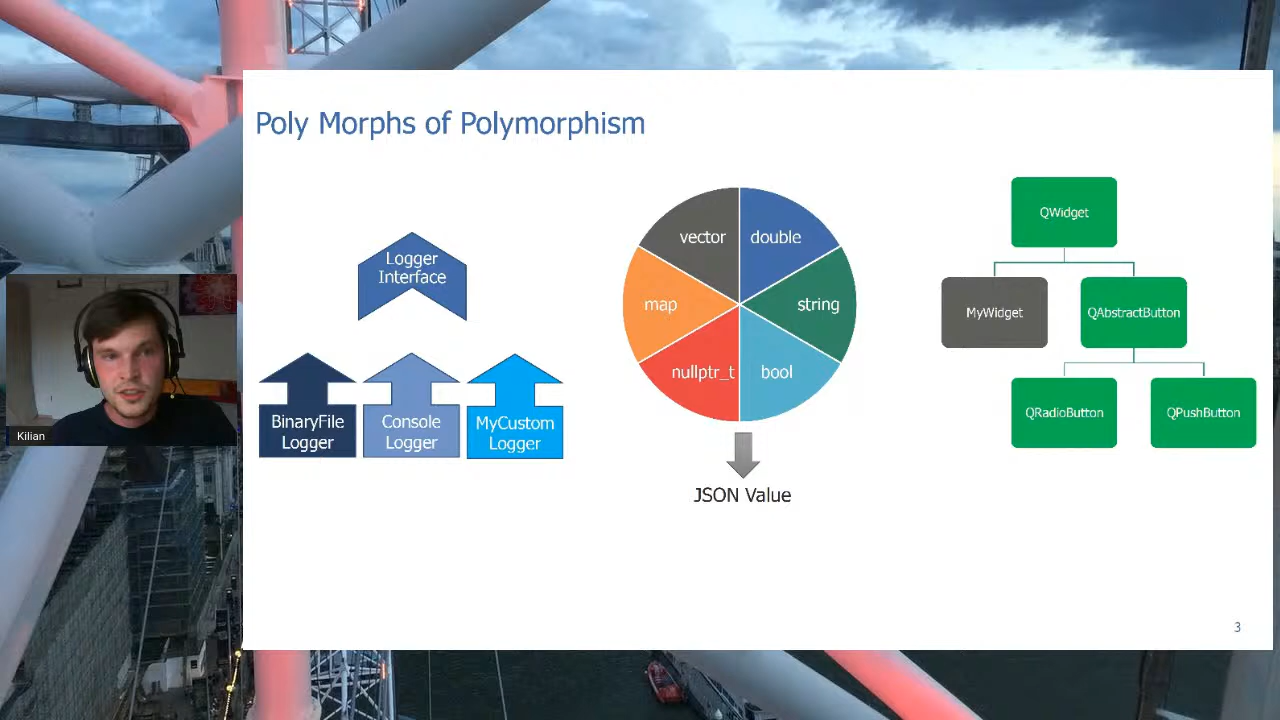 Poly Morphs of Polymorphism
Logger
Interface
BinaryFile
Logger
Console
Logger
MyCustom
Logger
vector
double
map
string
nullptr_t
bool
JSON Value
QWidget
MyWidget
QAbstractButton
QRadioButton
QPushButton
Kilian
3